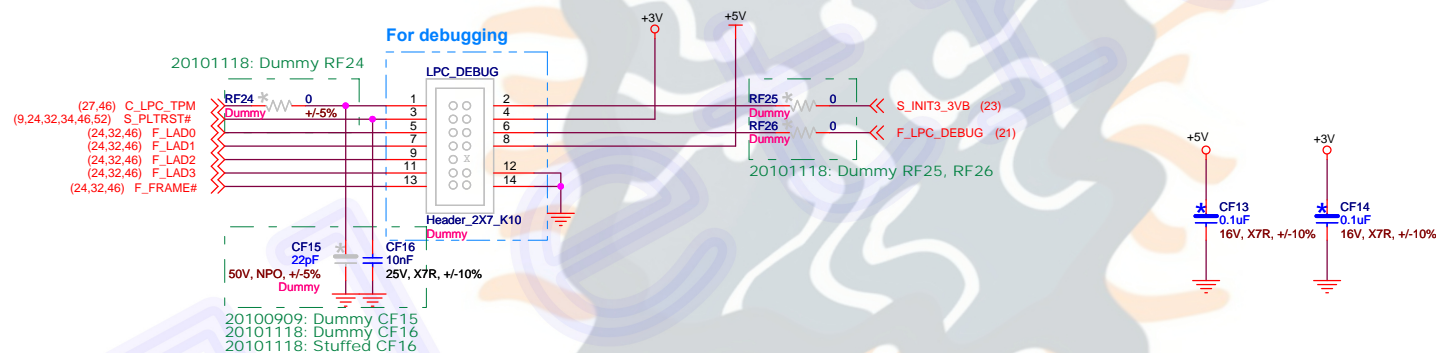 For debugging
+3V
+5V
20101118: Dummy RF24
LPC_DEBUG
(27,46) C_LPC_TPM
RF24
*
0
Dummy
+/-5%
1
2
RF25
*
0
Dummy
S_INIT3_3VB (23)
(9,24,32,34,46,52) S_PLTRST#
3
4
(24,32,46) F_LAD0
5
6
RF26
*
0
Dummy
F_LPC_DEBUG (21)
(24,32,46) F_LAD1
7
8
(24,32,46) F_LAD2
9
x
(24,32,46) F_LAD3
11
12
(24,32,46) F_FRAME#
13
14
20101118: Dummy RF25, RF26
Header_2X7_K10
Dummy
CF15
22pF
*
50V, NPO, +/-5%
Dummy
CF16
10nF
25V, X7R, +/-10%
20100909: Dummy CF15
20101118: Dummy CF16
20101118: Stuffed CF16
+5V
*
CF13
0.1uF
16V, X7R, +/-10%
+3V
*
CF14
0.1uF
16V, X7R, +/-10%